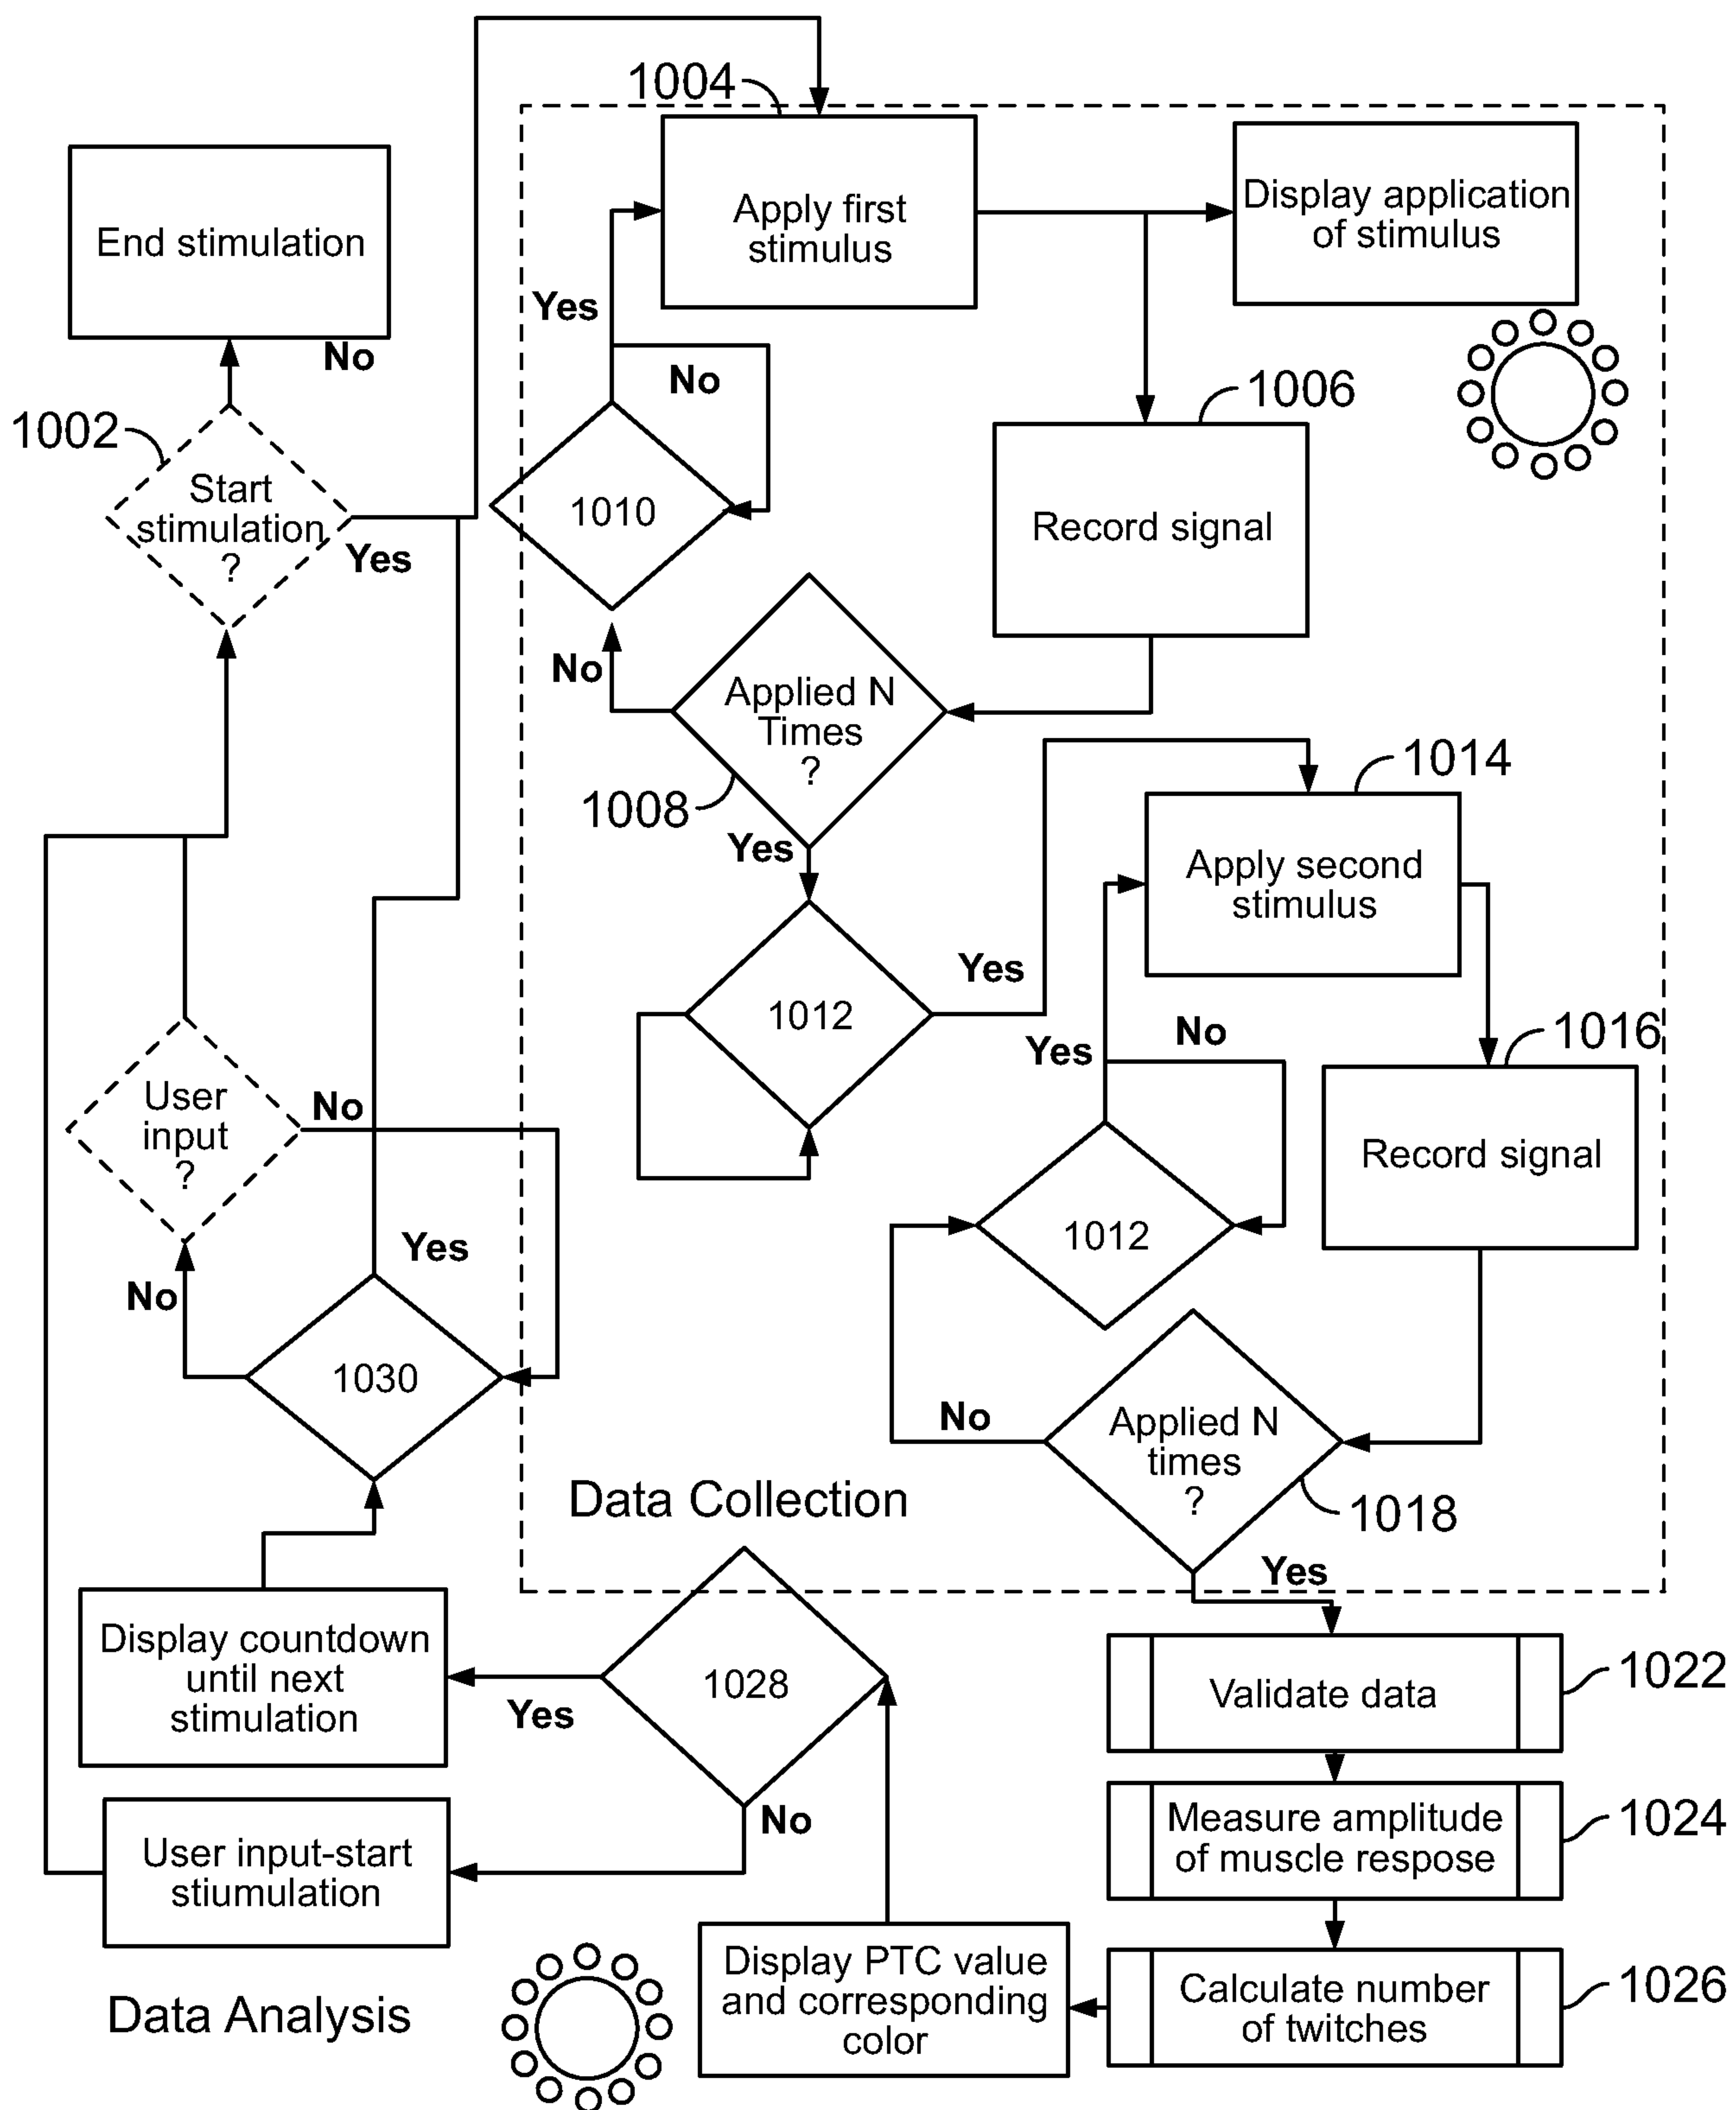 1004
Apply first
stimulus
Display application
of stimulus
End stimulation
No
Yes
No
1002
Start
stimulation
?
Yes
1010
1006
Record signal
No
Applied N
Times
?
1008
Yes
1014
Apply second
stimulus
1012
Yes
1016
Record signal
Yes
No
User
input
?
No
1012
Yes
No
1030
No
Applied N
times
?
1018
Yes
Data Collection
Display countdown
until next
stimulation
Yes
1028
No
Validate data
1022
User input-start
stiumulation
Measure amplitude
of muscle respose
1024
Display PTC value
and corresponding
color
Calculate number
of twitches
1026
Data Analysis